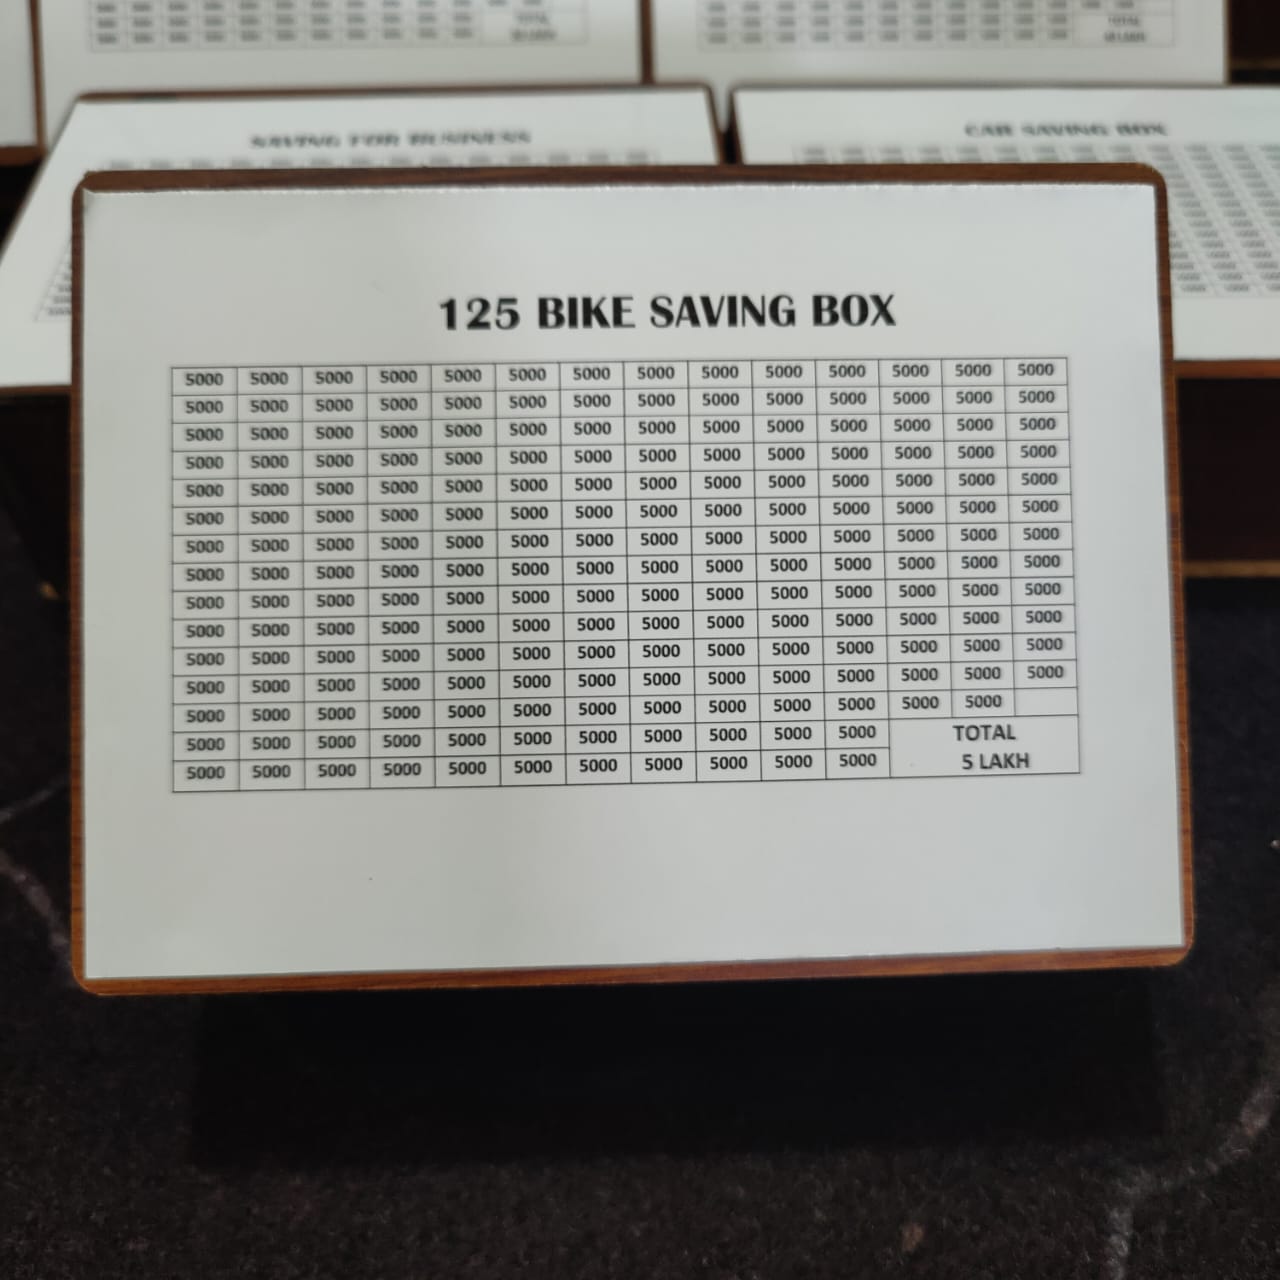 SAVING FOR BUSINESS
CAR SAVING BOX
125 BIKE SAVING BOX
5000 5000 5000 5000 5000 5000 5000 5000 5000 5000 5000 5000 5000 5000
5000 5000 5000 5000 5000 5000 5000 5000 5000 5000 5000 5000 5000 5000
5000 5000 5000 5000 5000 5000 5000 5000 5000 5000 5000 5000 5000 5000
5000 5000 5000 5000 5000 5000 5000 5000 5000 5000 5000 5000 5000 5000
5000 5000 5000 5000 5000 5000 5000 5000 5000 5000 5000 5000 5000 5000
5000 5000 5000 5000 5000 5000 5000 5000 5000 5000 5000 5000 5000 5000
5000 5000 5000 5000 5000 5000 5000 5000 5000 5000 5000 5000 5000 5000
5000 5000 5000 5000 5000 5000 5000 5000 5000 5000 5000 5000 5000 5000
5000 5000 5000 5000 5000 5000 5000 5000 5000 5000 5000 5000 5000 5000
5000 5000 5000 5000 5000 5000 5000 5000 5000 5000 5000 5000 5000 5000
5000 5000 5000 5000 5000 5000 5000 5000 5000 5000 5000 5000 5000 5000
5000 5000 5000 5000 5000 5000 5000 5000 5000 5000 5000 5000 5000 5000
5000 5000 5000 5000 5000 5000 5000 5000 5000 5000 5000 5000 5000
5000 5000 5000 5000 5000 5000 5000 5000 5000 5000 5000 TOTAL
5000 5000 5000 5000 5000 5000 5000 5000 5000 5000 5000 5 LAKH